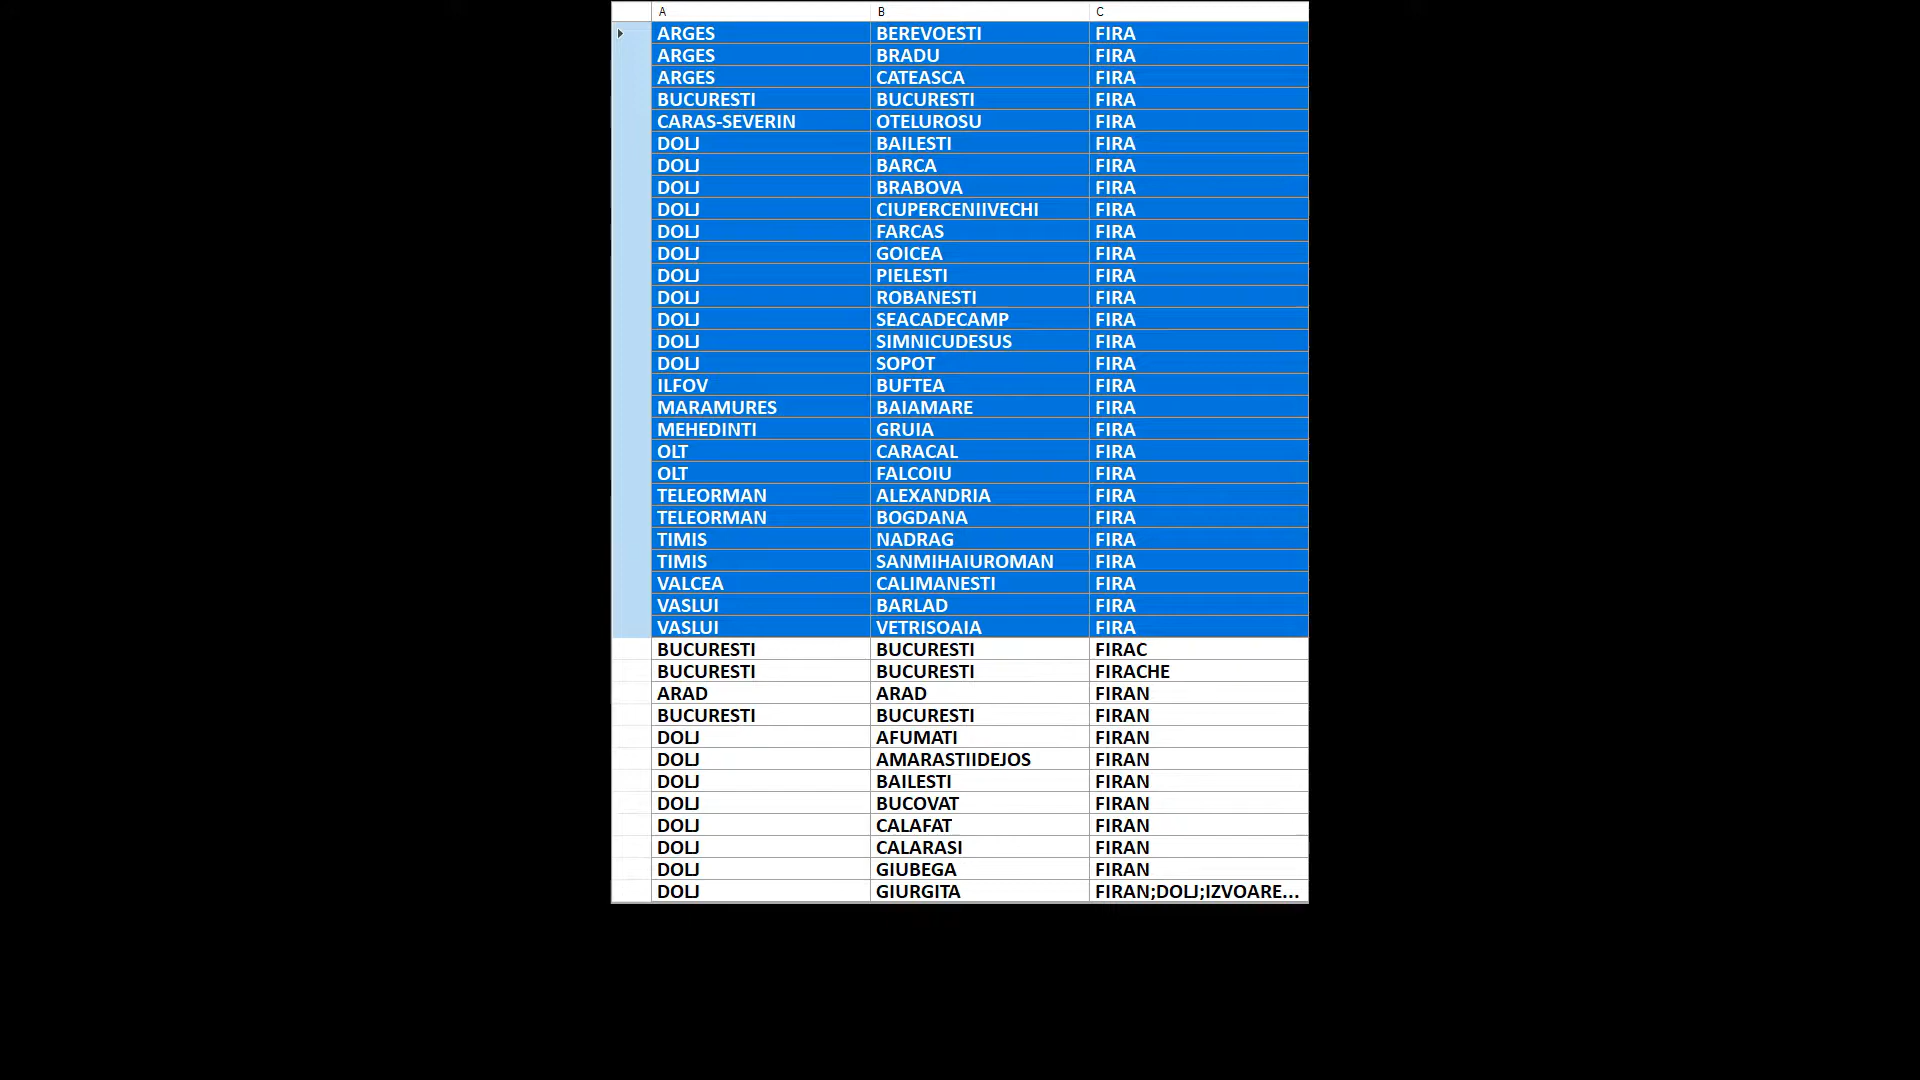 A B C
ARGES BEREVOESTI FIRA
ARGES BRADU FIRA
ARGES CATEASCA FIRA
BUCURESTI BUCURESTI FIRA
CARAS-SEVERIN OTELUROSU FIRA
DOLJ BAILESTI FIRA
DOLJ BARCA FIRA
DOLJ BRABOVA FIRA
DOLJ CIUPERCENIIVECHI FIRA
DOLJ FARCAS FIRA
DOLJ GOICEA FIRA
DOLJ PIELESTI FIRA
DOLJ ROBANESTI FIRA
DOLJ SEACADECAMP FIRA
DOLJ SIMNICUDESUS FIRA
DOLJ SOPOT FIRA
ILFOV BUFTEA FIRA
MARAMURES BAIAMARE FIRA
MEHEDINTI GRUIA FIRA
OLT CARACAL FIRA
OLT FALCOIU FIRA
TELEORMAN ALEXANDRIA FIRA
TELEORMAN BOGDANA FIRA
TIMIS NADRAG FIRA
TIMIS SANMIHAIUROMAN FIRA
VALCEA CALIMANESTI FIRA
VASLUI BARLAD FIRA
VASLUI VETRISOAIA FIRA
BUCURESTI BUCURESTI FIRAC
BUCURESTI BUCURESTI FIRACHE
ARAD ARAD FIRAN
BUCURESTI BUCURESTI FIRAN
DOLJ AFUMATI FIRAN
DOLJ AMARASTIIDEJOS FIRAN
DOLJ BAILESTI FIRAN
DOLJ BUCOVAT FIRAN
DOLJ CALAFAT FIRAN
DOLJ CALARASI FIRAN
DOLJ GIUBEGA FIRAN
DOLJ GIURGITA FIRAN;DOLJ;IZVOARE...